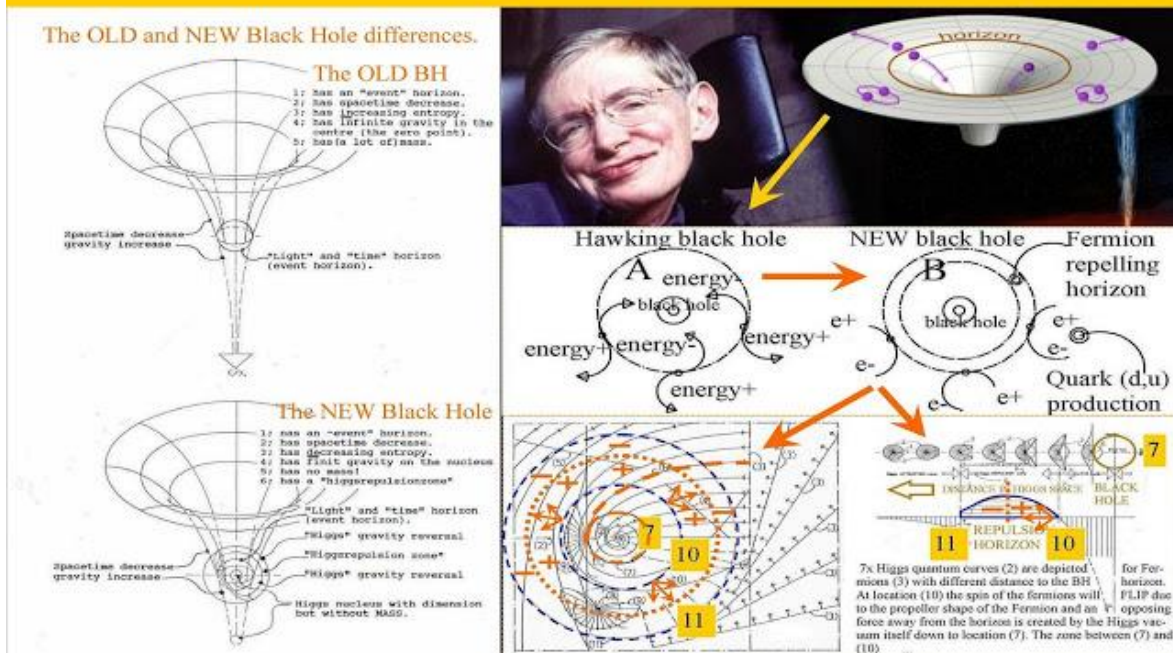 The OLD and NEW Black Hole differences.
The OLD BH
1; has an "event" horizon.
2; has spacetime decrease.
3; has increasing entropy.
4; has infinite gravity in the
centre (the zero point).
5; has(a lot of)mass.
Spacetime decrease
gravity increase
"Light" and "time" horizon
(event horizon).
The NEW Black Hole
1; has an "event" horizon.
2; has spacetime decrease.
3; has decreasing entropy.
4; has finit gravity on the nucleus
5; has no mass!
6; has a "higgsrepulsionzone"
"Light" and "time" horizon
(event horizon).
"Higgs" gravity reversal
"Higgsrepulsion zone"
"Higgs" gravity reversal
Spacetime decrease
gravity increase
Higgs nucleus with dimension
but without MASS.
horizon
Hawking black hole
A
energy-
black hole
energy+
energy-
energy+
energy+
NEW black hole
B
black hole
Fermion
repelling
horizon
e+
e-
e+
e-
e-
e+
Quark (d,u)
production
7
10
11
7
DISTANCE IN HIGGS SPACE
BLACK
HOLE
REPULSION
HORIZON
11
10
7x Higgs quantum curves (2) are depicted for Fer-
mions (3) with different distance to the BH horizon.
At location (10) the spin of the fermions will FLIP due
to the propeller shape of the Fermion and an opposing
force away from the horizon is created by the Higgs vac-
uum itself down to location (7). The zone between (7) and
(10)